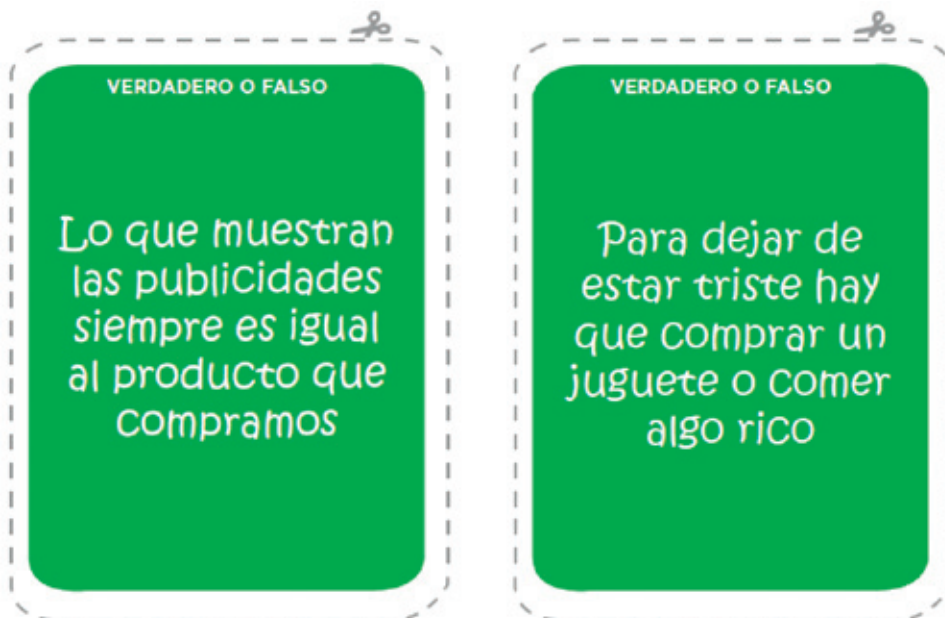 VERDADERO O FALSO
Lo que muestran
las publicidades
siempre es igual
al producto que
compramos
VERDADERO O FALSO
Para dejar de
estar triste hay
que comprar un
juguete o comer
algo rico